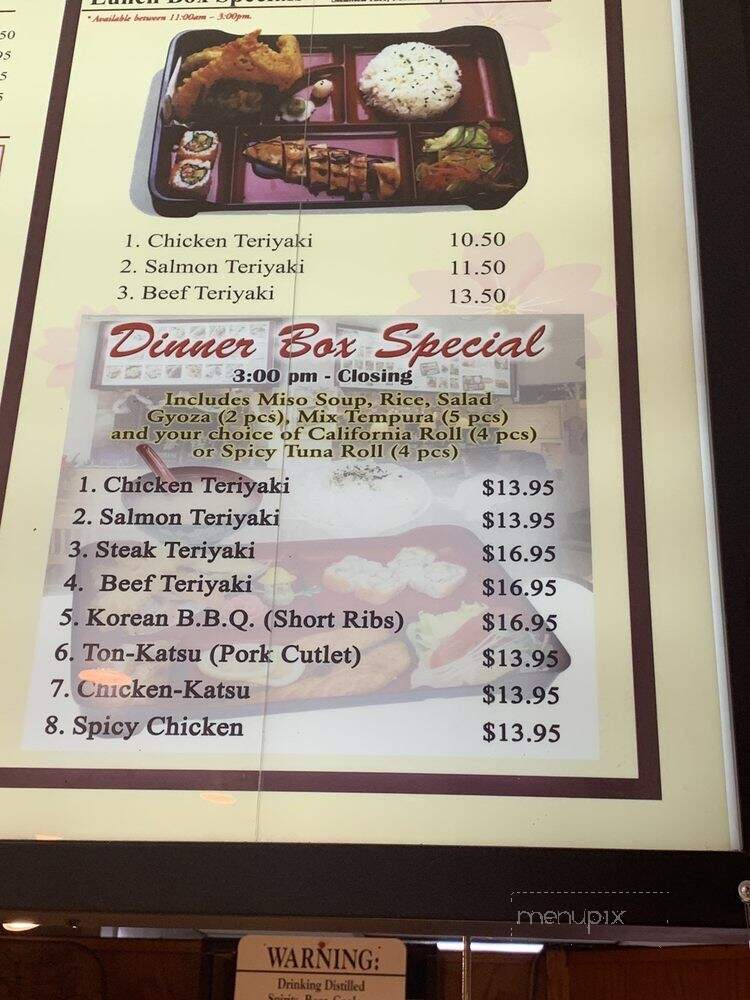 Lunch Box Specials
* Available between 11:00am - 3:00pm.
1. Chicken Teriyaki 10.50
2. Salmon Teriyaki 11.50
3. Beef Teriyaki 13.50
Dinner Box Special
3:00 pm - Closing
Includes Miso Soup, Rice, Salad
Gyoza (2 pcs), Mix Tempura (5 pcs)
and your choice of California Roll (4 pcs)
or Spicy Tuna Roll (4 pcs)
1. Chicken Teriyaki $13.95
2. Salmon Teriyaki $13.95
3. Steak Teriyaki $16.95
4. Beef Teriyaki $16.95
5. Korean B.B.Q. (Short Ribs) $16.95
6. Ton-Katsu (Pork Cutlet) $13.95
7. Chicken-Katsu $13.95
8. Spicy Chicken $13.95
menupix
WARNING:
Drinking Distilled